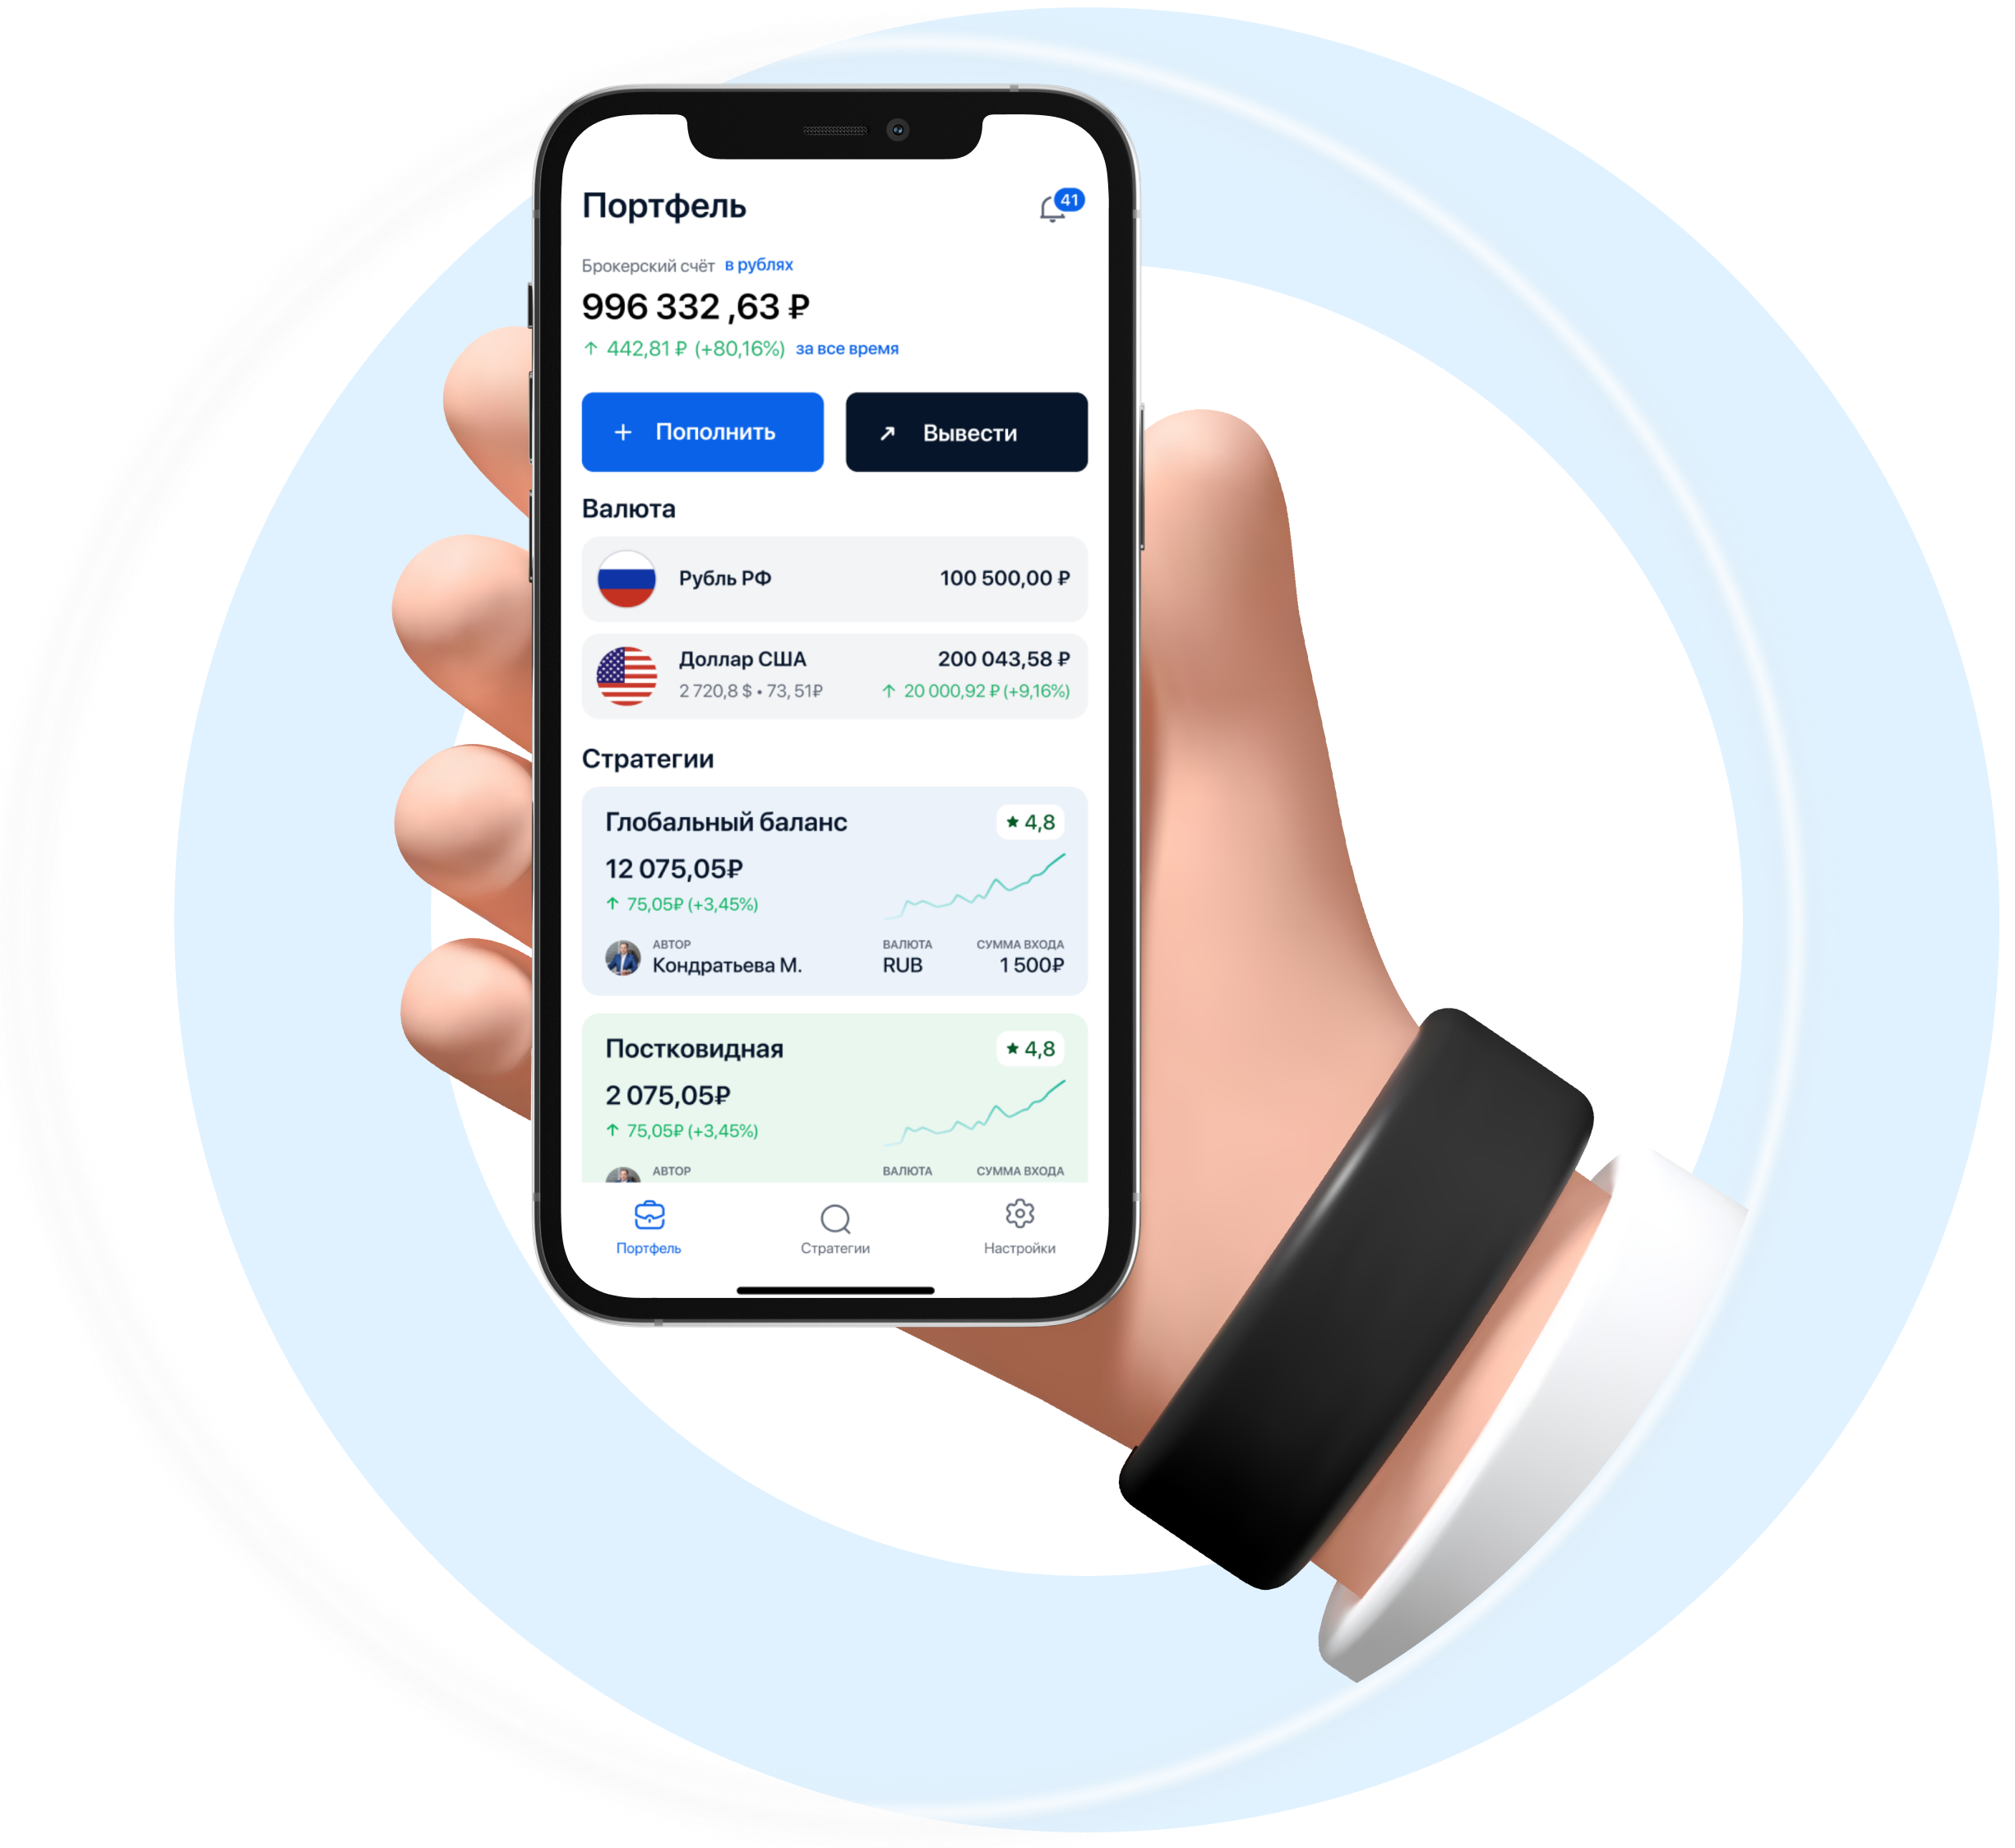 Портфель
41
Брокерский счёт в рублях
996 332 ,63 ₽
↑ 442,81 ₽ (+80,16%) за все время
+ Пополнить
↗ Вывести
Валюта
Рубль РФ 100 500,00 ₽
Доллар США 200 043,58 ₽
2 720,8 $ • 73, 51₽ ↑ 20 000,92 ₽ (+9,16%)
Стратегии
Глобальный баланс ★ 4,8
12 075,05₽
↑ 75,05₽ (+3,45%)
АВТОР ВАЛЮТА СУММА ВХОДА
Кондратьева М. RUB 1 500₽
Постковидная ★ 4,8
2 075,05₽
↑ 75,05₽ (+3,45%)
АВТОР ВАЛЮТА СУММА ВХОДА
Портфель Стратегии Настройки